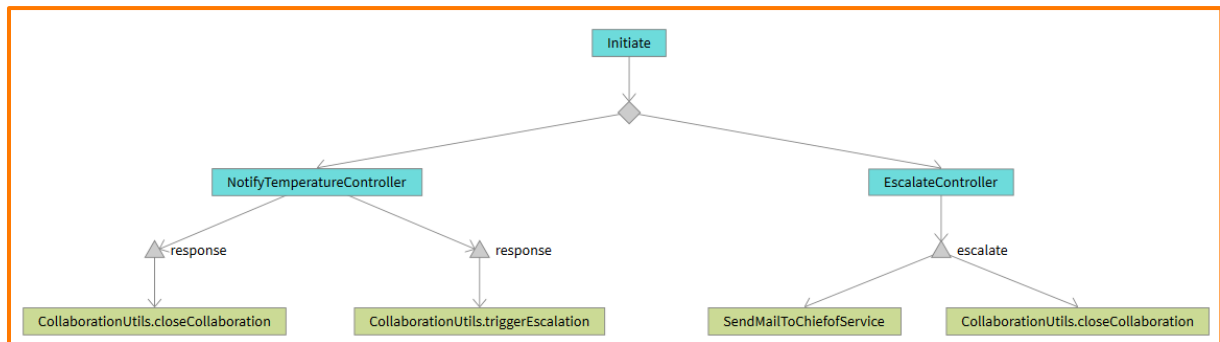 Initiate
NotifyTemperatureController
EscalateController
response
response
escalate
CollaborationUtils.closeCollaboration
CollaborationUtils.triggerEscalation
SendMailToChiefofService
CollaborationUtils.closeCollaboration